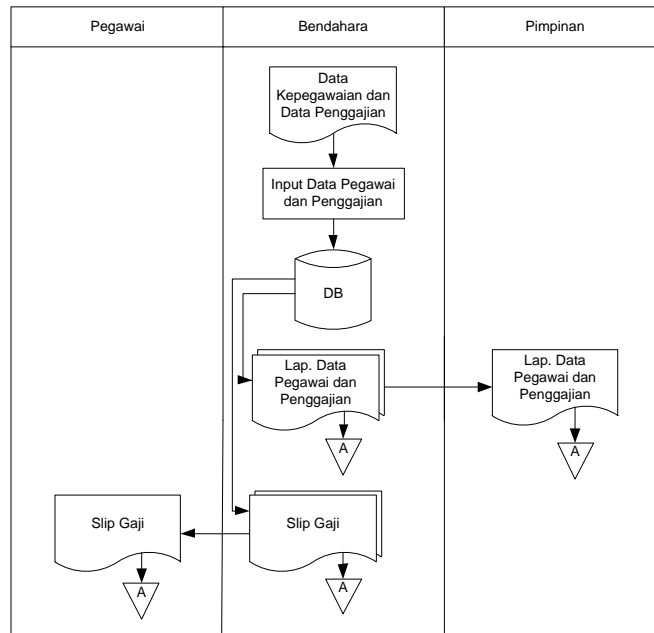 Pegawai
Bendahara
Pimpinan
Data
Kepegawaian dan
Data Penggajian
Input Data Pegawai
dan Penggajian
DB
Lap. Data
Pegawai dan
Penggajian
Lap. Data
Pegawai dan
Penggajian
A
A
Slip Gaji
Slip Gaji
A
A